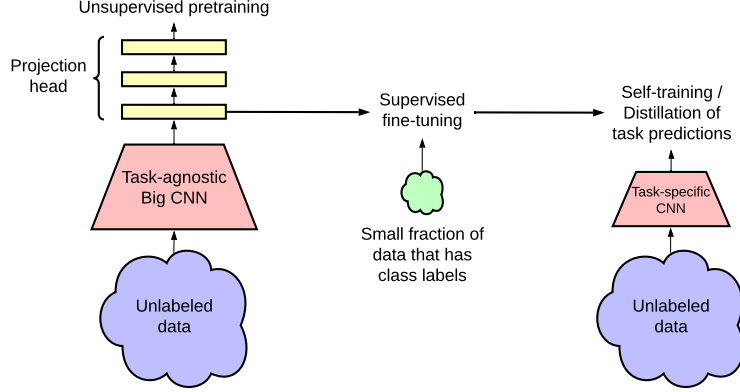 Unsupervised pretraining
Projection
head
Task-agnostic
Big CNN
Unlabeled
data
Supervised
fine-tuning
Small fraction of
data that has
class labels
Self-training /
Distillation of
task predictions
Task-specific
CNN
Unlabeled
data